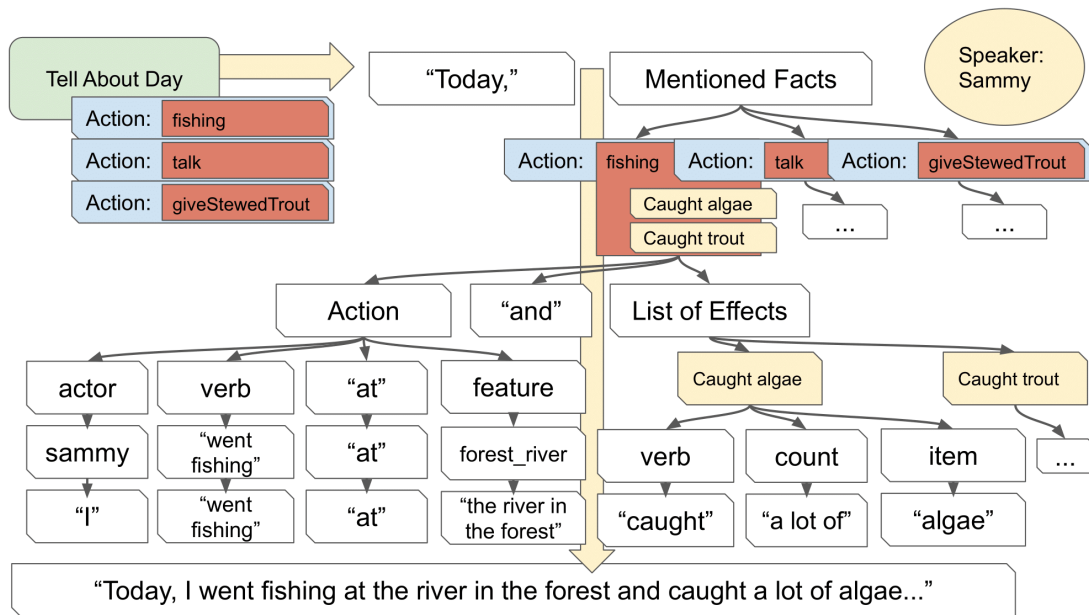 Tell About Day
Action: fishing
Action: talk
Action: giveStewedTrout
“Today,”
Mentioned Facts
Speaker:
Sammy
Action: fishing
Action: talk
Action: giveStewedTrout
Caught algae
Caught trout
...
...
Action
“and”
List of Effects
actor
verb
“at”
feature
Caught algae
Caught trout
sammy
“went
fishing”
“at”
forest_river
verb
count
item
...
“I”
“went
fishing”
“at”
“the river in
the forest”
“caught”
“a lot of”
“algae”
“Today, I went fishing at the river in the forest and caught a lot of algae...”